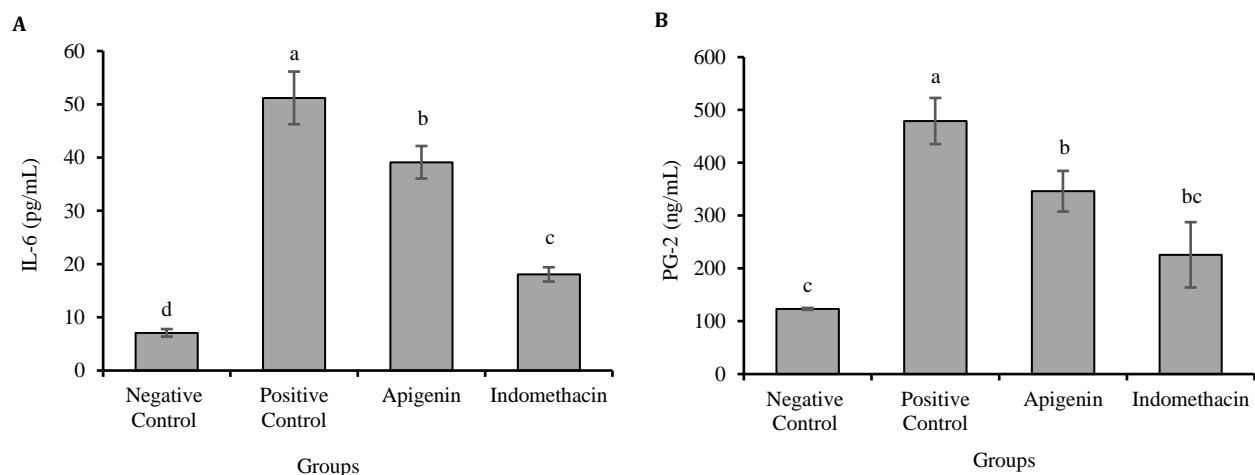 A
60
50
40
30
20
10
0
IL-6 (pg/mL)
a
b
c
d
Negative
Control
Positive
Control
Apigenin
Indomethacin
Groups
B
600
500
400
300
200
100
0
PG-2 (ng/mL)
a
b
bc
c
Negative
Control
Positive
Control
Apigenin
Indomethacin
Groups